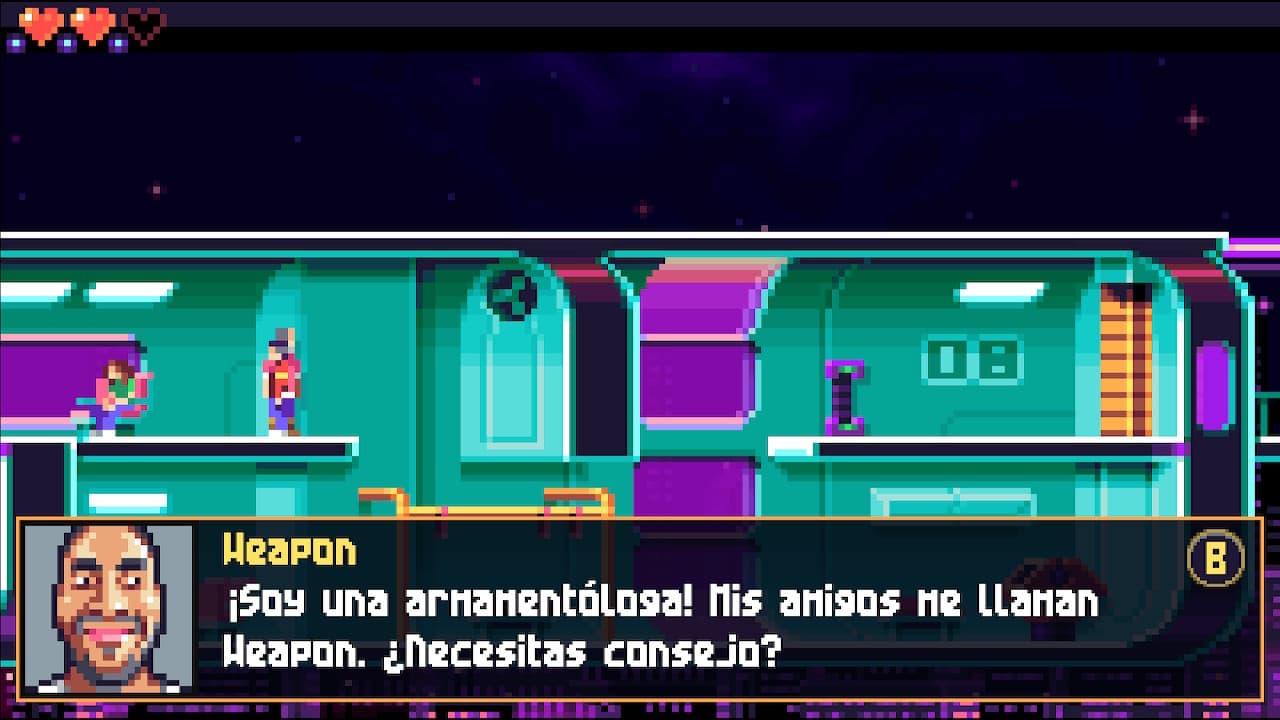 08
Weapon
B
¡Soy una armamentóloga! Mis amigos me llaman
Weapon. ¿Necesitas consejo?